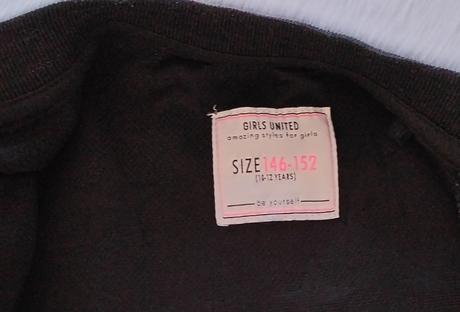 GIRLS UNITED
amazing styles for girls
SIZE 146-152
(10-12 YEARS)
be yourself